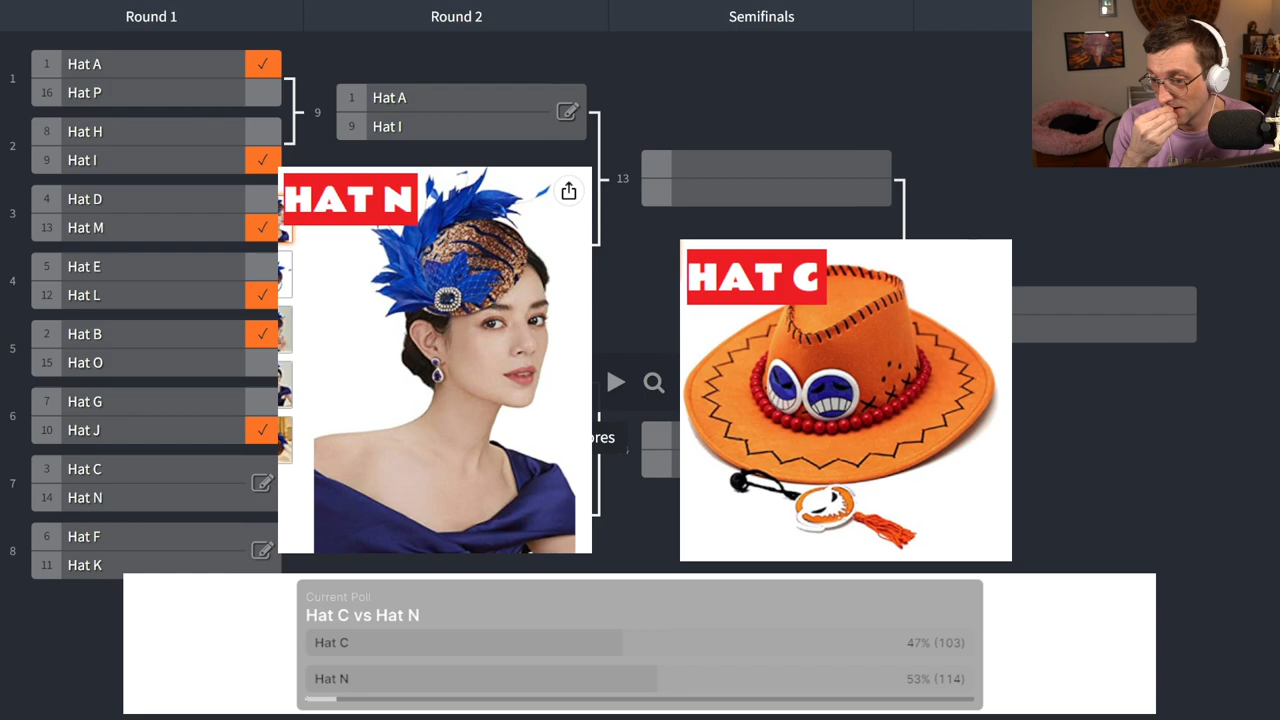 Round 1
Round 2
Semifinals
1
1 Hat A ✓
16 Hat P
2
8 Hat H
9 Hat I ✓
3
4 Hat D
13 Hat M ✓
4
5 Hat E
12 Hat L ✓
5
2 Hat B ✓
15 Hat O
6
7 Hat G
10 Hat J ✓
7
3 Hat C
14 Hat N
8
6 Hat F
11 Hat K
9
1 Hat A
9 Hat I
13
HAT N
HAT C
ores
Current Poll
Hat C vs Hat N
Hat C 47% (103)
Hat N 53% (114)